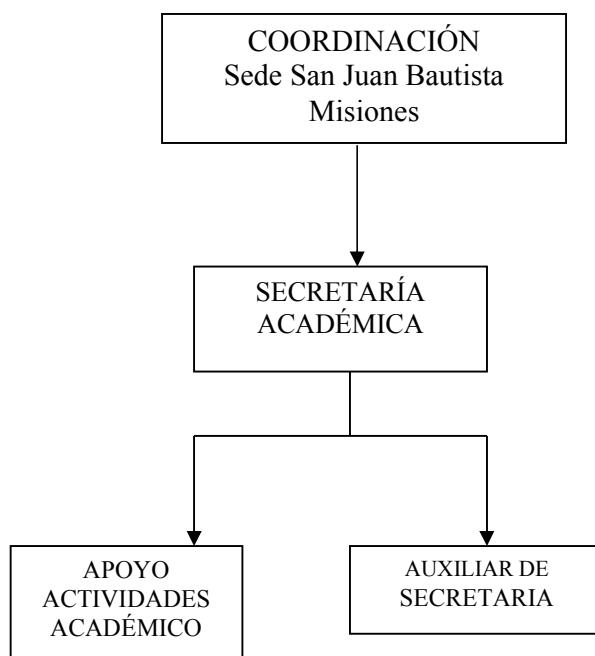 COORDINACIÓN
Sede San Juan Bautista
Misiones
SECRETARÍA
ACADÉMICA
APOYO
ACTIVIDADES
ACADÉMICO
AUXILIAR DE
SECRETARIA